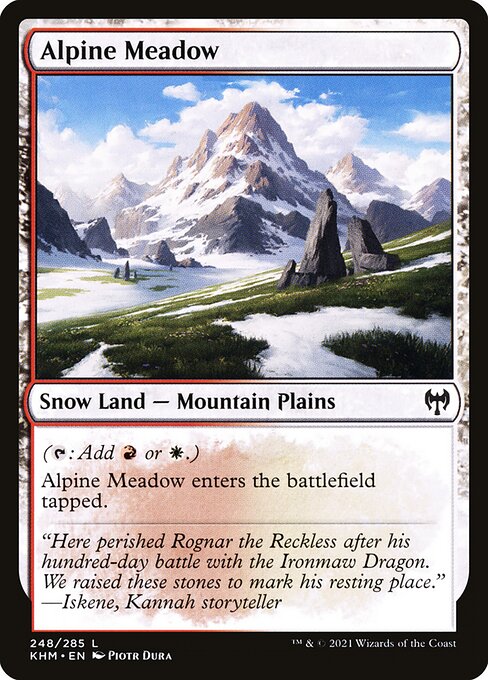 Alpine Meadow
Snow Land — Mountain Plains
(: Add  or .)
Alpine Meadow enters the battlefield
tapped.
“Here perished Rognar the Reckless after his
hundred-day battle with the Ironmaw Dragon.
We raised these stones to mark his resting place.”
—Iskene, Kannah storyteller
248/285 L
KHM • EN Piotr Dura
™ & © 2021 Wizards of the Coast